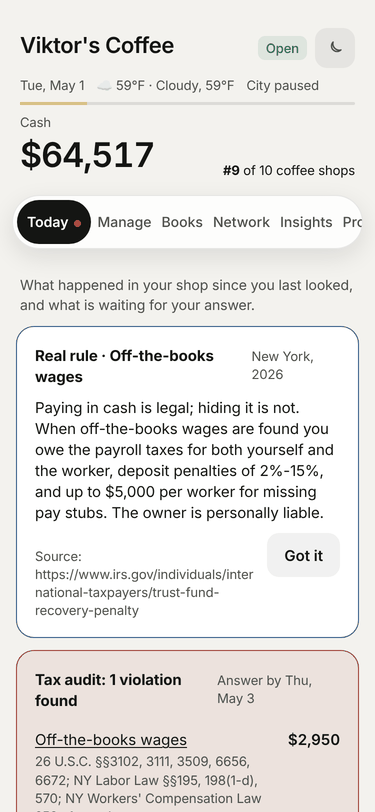 Viktor's Coffee
Open
Tue, May 1 ☁️ 59°F · Cloudy, 59°F City paused
Cash
$64,517
#9 of 10 coffee shops
Today Manage Books Network Insights
What happened in your shop since you last looked,
and what is waiting for your answer.
Real rule · Off-the-books
wages
New York,
2026
Paying in cash is legal; hiding it is not.
When off-the-books wages are found you
owe the payroll taxes for both yourself and
the worker, deposit penalties of 2%-15%,
and up to $5,000 per worker for missing
pay stubs. The owner is personally liable.
Source:
https://www.irs.gov/individuals/inter
national-taxpayers/trust-fund-
recovery-penalty
Got it
Tax audit: 1 violation
found
Answer by Thu,
May 3
Off-the-books wages $2,950
26 U.S.C. §§3102, 3111, 3509, 6656,
6672; NY Labor Law §§195, 198(1-d),
570; NY Workers' Compensation Law